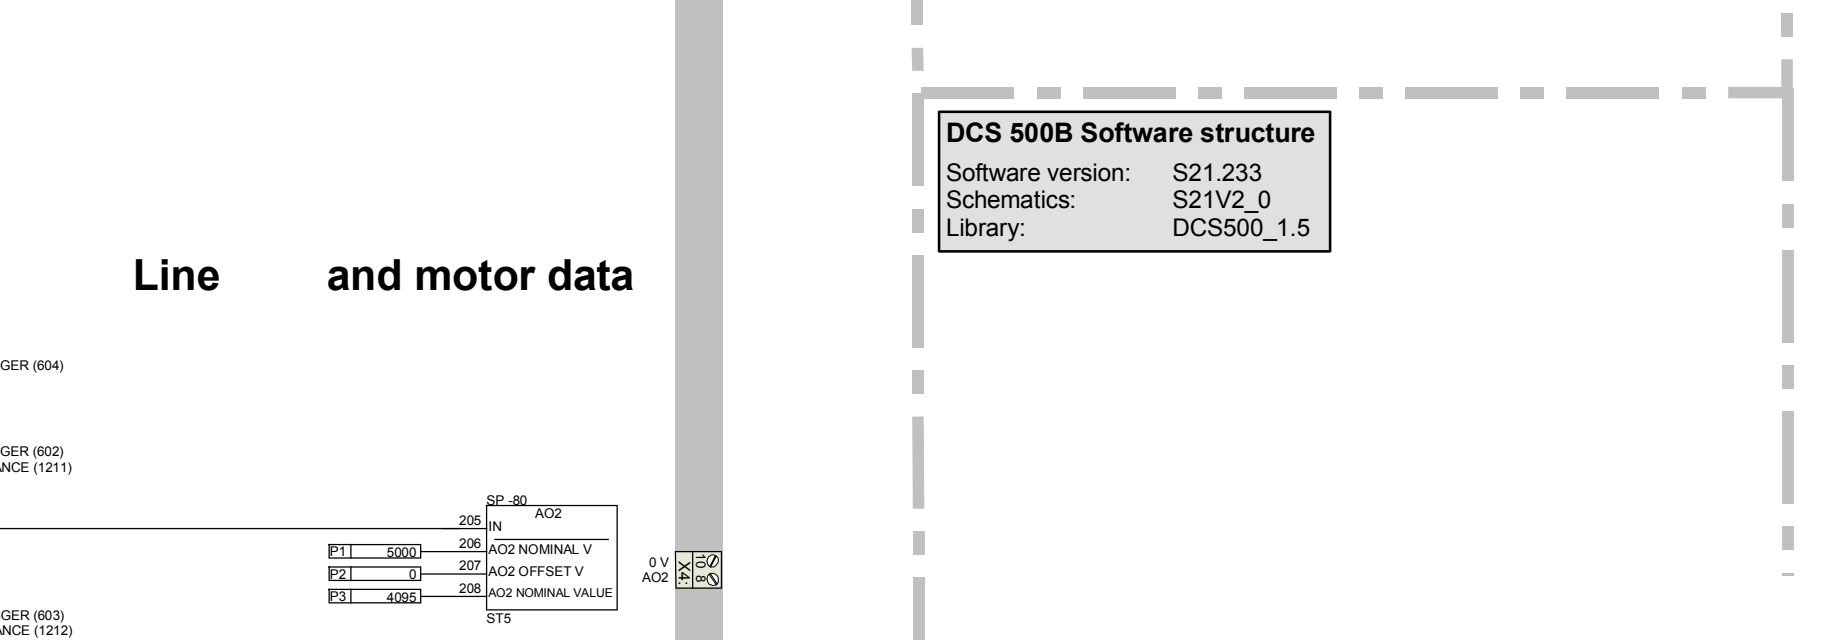 DCS 500B Software structure
Software version: S21.233
Schematics: S21V2_0
Library: DCS500_1.5
Line and motor data
GER (604)
GER (602)
ANCE (1211)
SP -80
AO2
205 IN
P1 5000 206 AO2 NOMINAL V
P2 0 207 AO2 OFFSET V
P3 4095 208 AO2 NOMINAL VALUE
ST5
0 V
AO2
X4:
10 8
GER (603)
ANCE (1212)